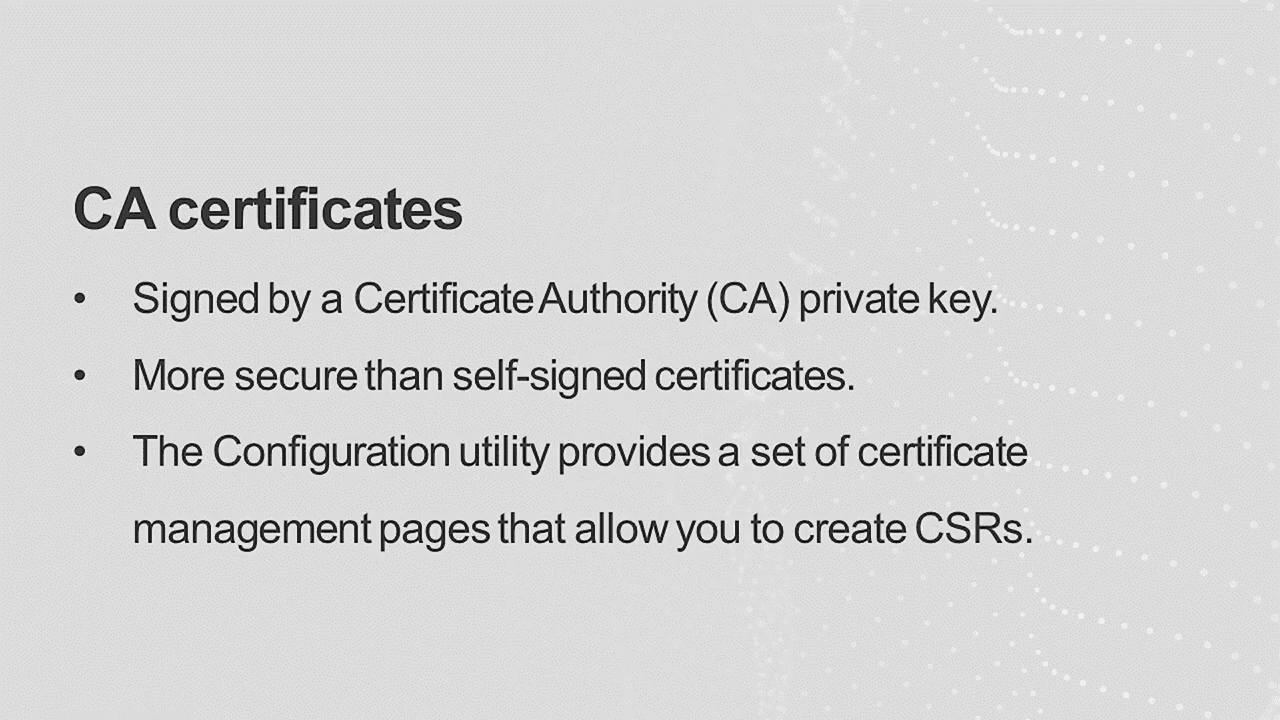 CA certificates
• Signed by a Certificate Authority (CA) private key.
• More secure than self-signed certificates.
• The Configuration utility provides a set of certificate
management pages that allow you to create CSRs.